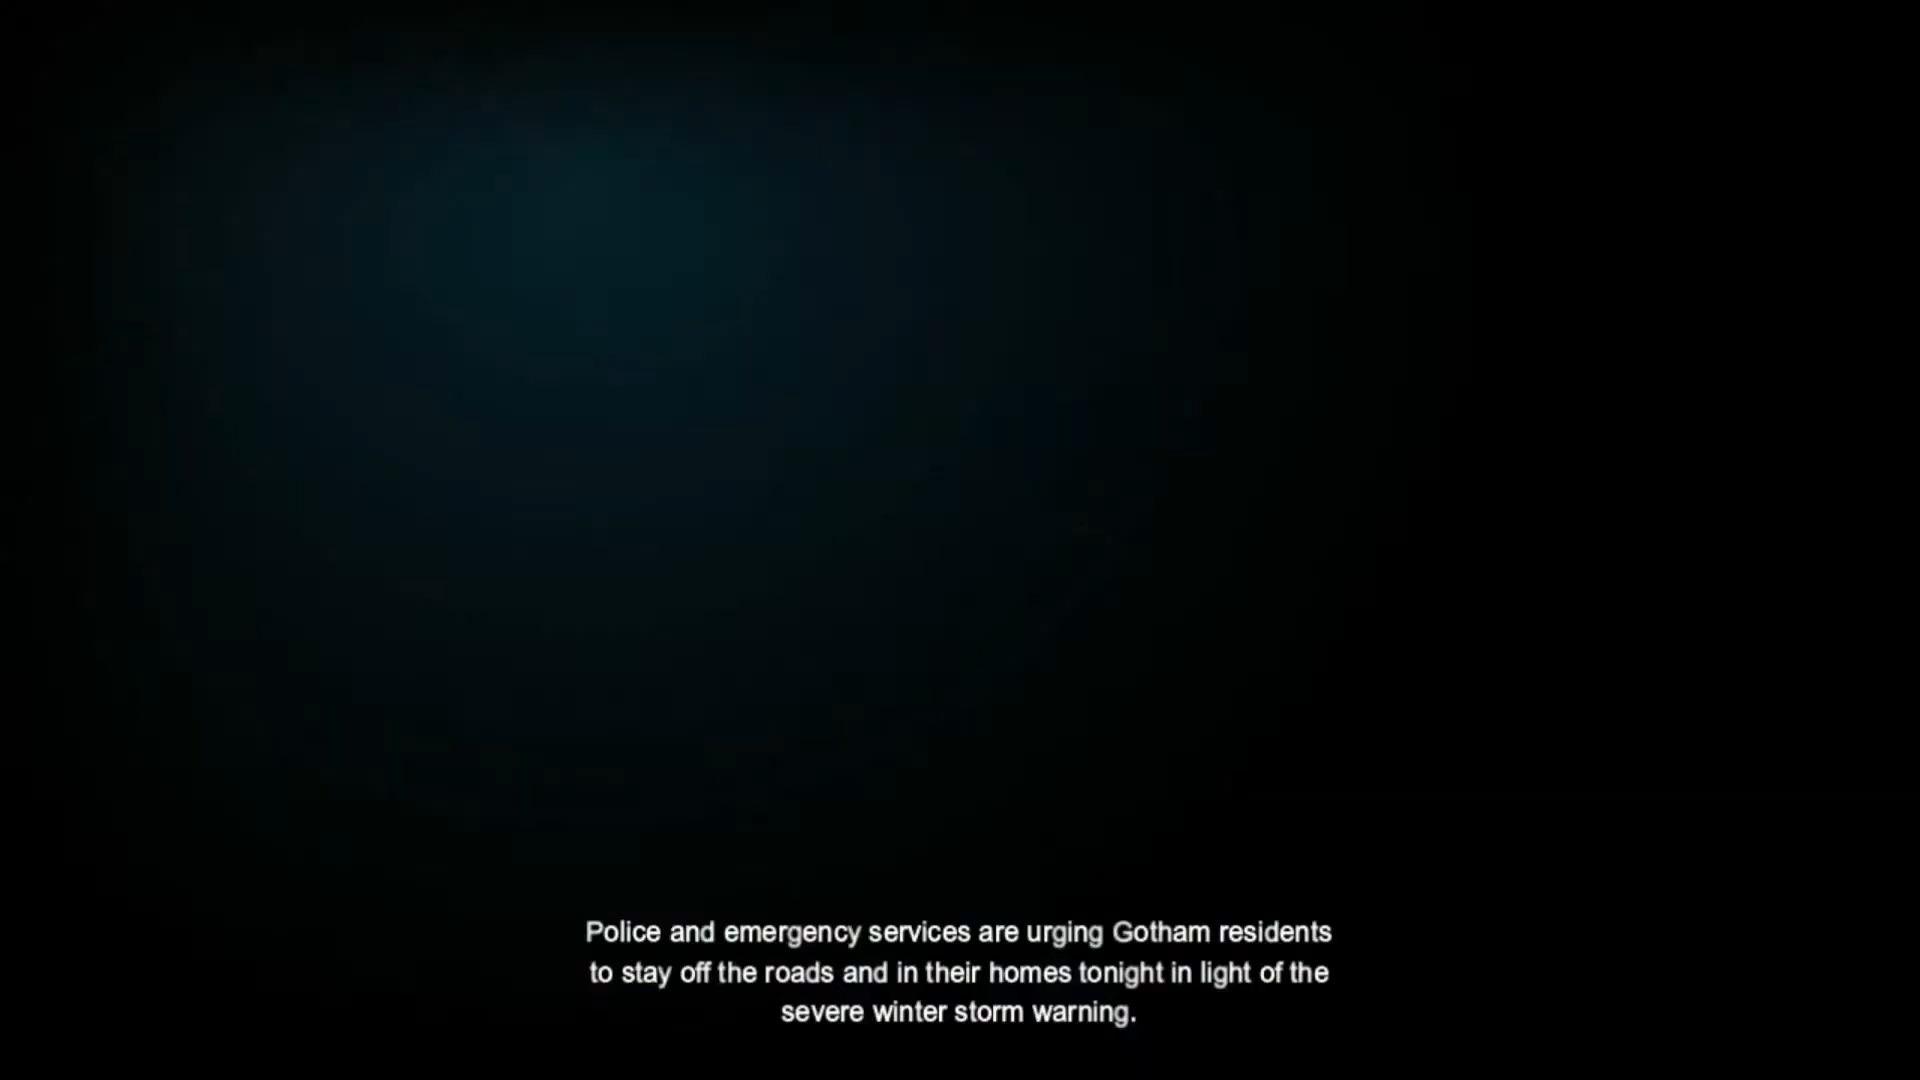 Police and emergency services are urging Gotham residents
to stay off the roads and in their homes tonight in light of the
severe winter storm warning.